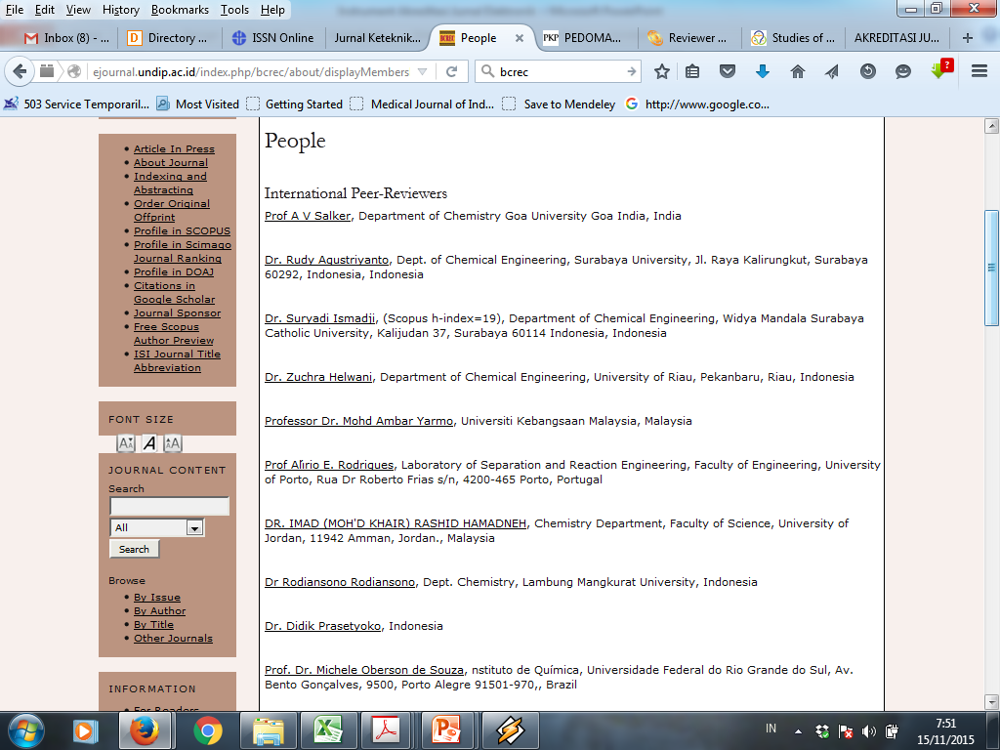 File Edit View History Bookmarks Tools Help
Inbox (8) - ... Directory ... ISSN Online Jurnal Keteknik... People PEDOMA... Reviewer ... Studies of ... AKREDITASI JU...
ejournal.undip.ac.id/index.php/bcrec/about/displayMembers bcrec
503 Service Temporaril... Most Visited Getting Started Medical Journal of Ind... Save to Mendeley http://www.google.co...
Article In Press
About Journal
Indexing and
Abstracting
Order Original
Offprint
Profile in SCOPUS
Profile in Scimago
Journal Ranking
Profile in DOAJ
Citations in
Google Scholar
Journal Sponsor
Free Scopus
Author Preview
ISI Journal Title
Abbreviation
FONT SIZE
JOURNAL CONTENT
Search
All
Search
Browse
By Issue
By Author
By Title
Other Journals
INFORMATION
For Readers
People
International Peer-Reviewers
Prof A V Salker, Department of Chemistry Goa University Goa India, India
Dr. Rudy Agustriyanto, Dept. of Chemical Engineering, Surabaya University, Jl. Raya Kalirungkut, Surabaya
60292, Indonesia, Indonesia
Dr. Suryadi Ismadji, (Scopus h-index=19), Department of Chemical Engineering, Widya Mandala Surabaya
Catholic University, Kalijudan 37, Surabaya 60114 Indonesia, Indonesia
Dr. Zuchra Helwani, Department of Chemical Engineering, University of Riau, Pekanbaru, Riau, Indonesia
Professor Dr. Mohd Ambar Yarmo, Universiti Kebangsaan Malaysia, Malaysia
Prof Alírio E. Rodrigues, Laboratory of Separation and Reaction Engineering, Faculty of Engineering, University
of Porto, Rua Dr Roberto Frias s/n, 4200-465 Porto, Portugal
DR. IMAD (MOH'D KHAIR) RASHID HAMADNEH, Chemistry Department, Faculty of Science, University of
Jordan, 11942 Amman, Jordan., Malaysia
Dr Rodiansono Rodiansono, Dept. Chemistry, Lambung Mangkurat University, Indonesia
Dr. Didik Prasetyoko, Indonesia
Prof. Dr. Michele Oberson de Souza, nstituto de Química, Universidade Federal do Rio Grande do Sul, Av.
Bento Gonçalves, 9500, Porto Alegre 91501-970,, Brazil
IN
7:51
15/11/2015